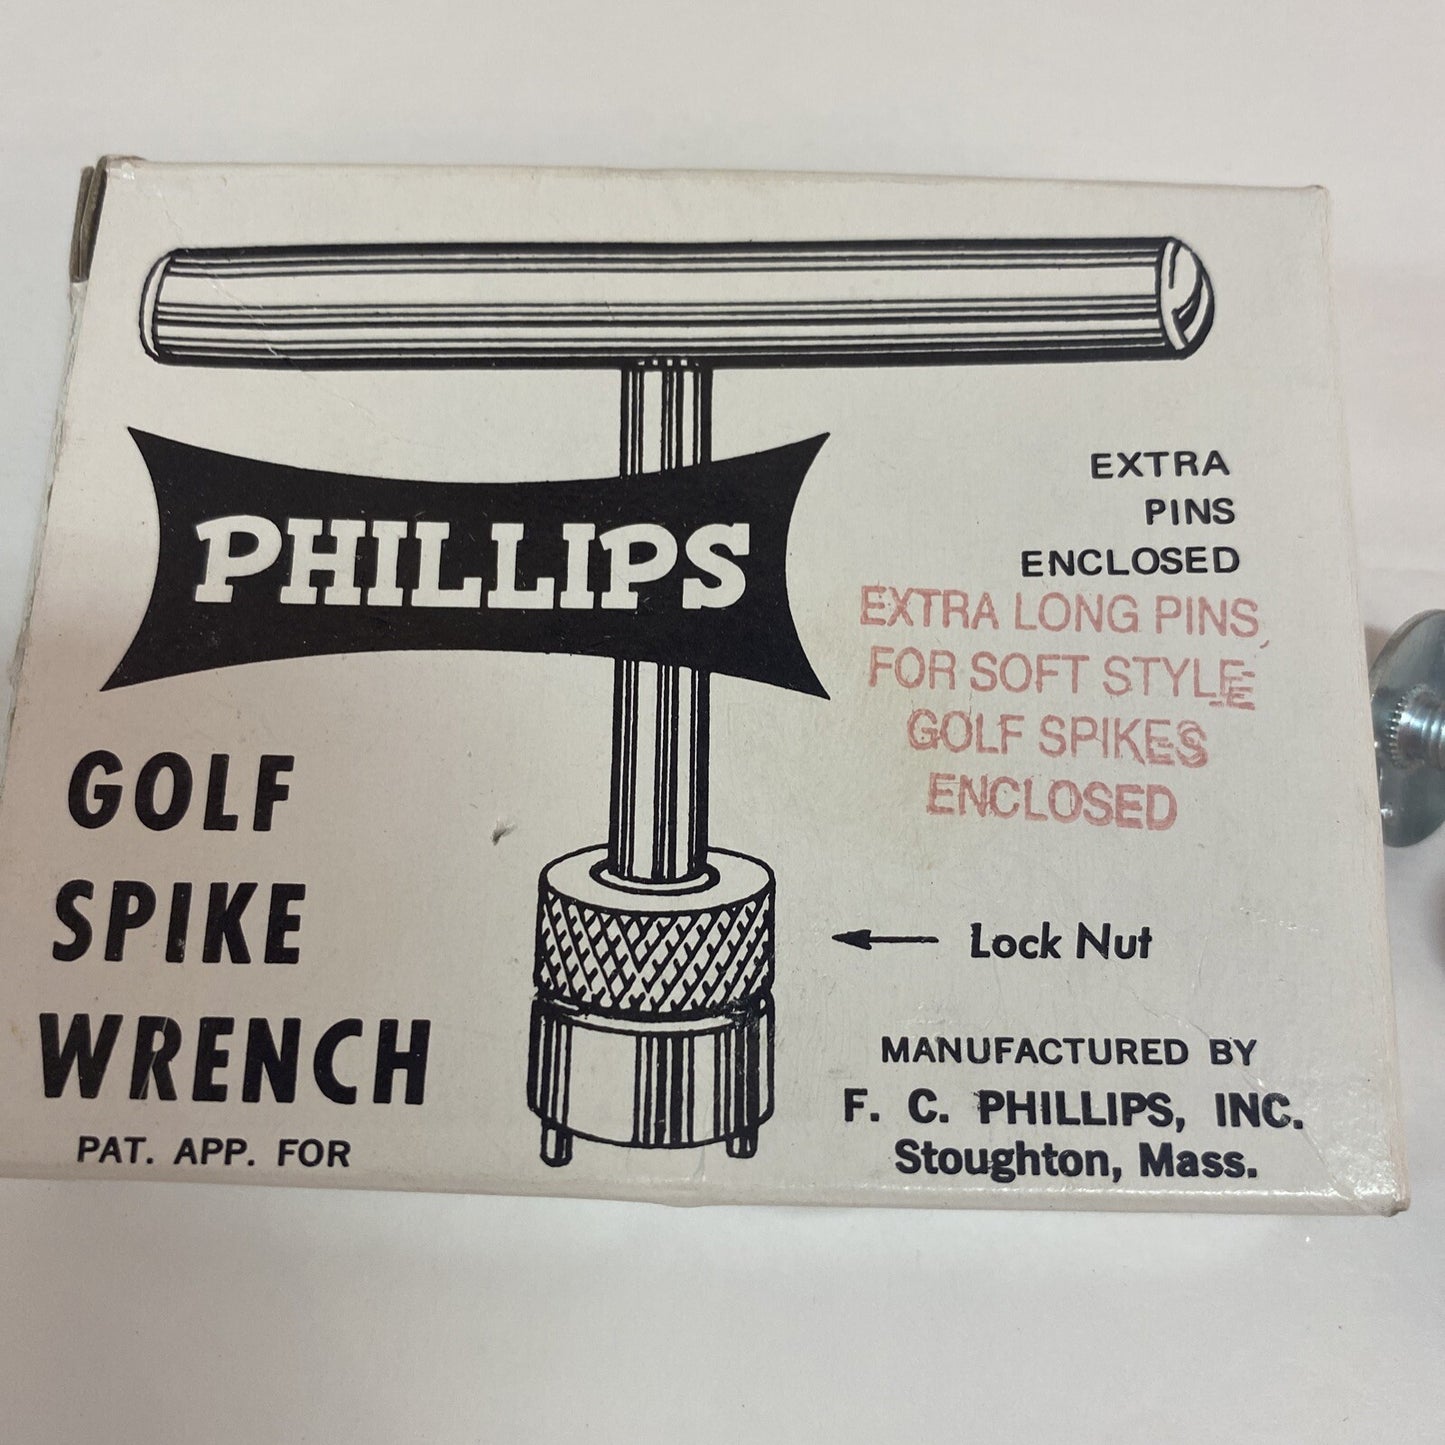 PHILLIPS
EXTRA
PINS
ENCLOSED
EXTRA LONG PINS
FOR SOFT STYLE
GOLF SPIKES
ENCLOSED
GOLF
SPIKE
WRENCH
PAT. APP. FOR
Lock Nut
MANUFACTURED BY
F. C. PHILLIPS, INC.
Stoughton, Mass.